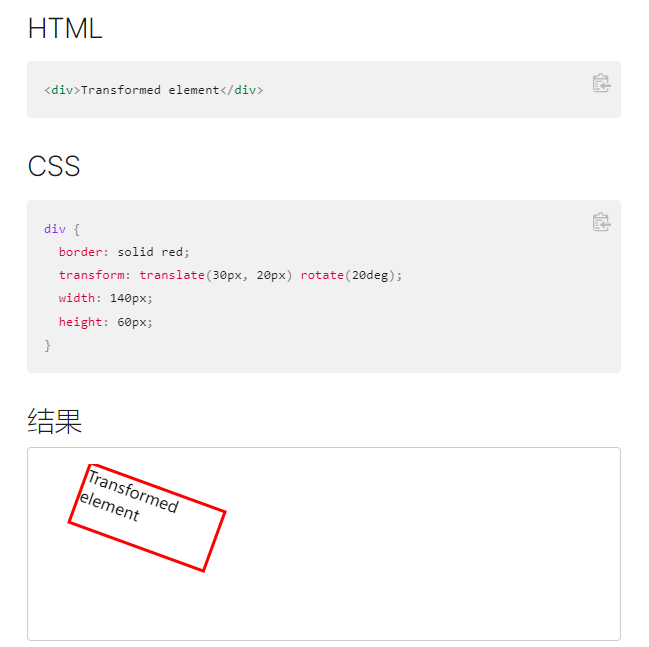 HTML
<div>Transformed element</div>
CSS
div {
  border: solid red;
  transform: translate(30px, 20px) rotate(20deg);
  width: 140px;
  height: 60px;
}
结果
Transformed
element